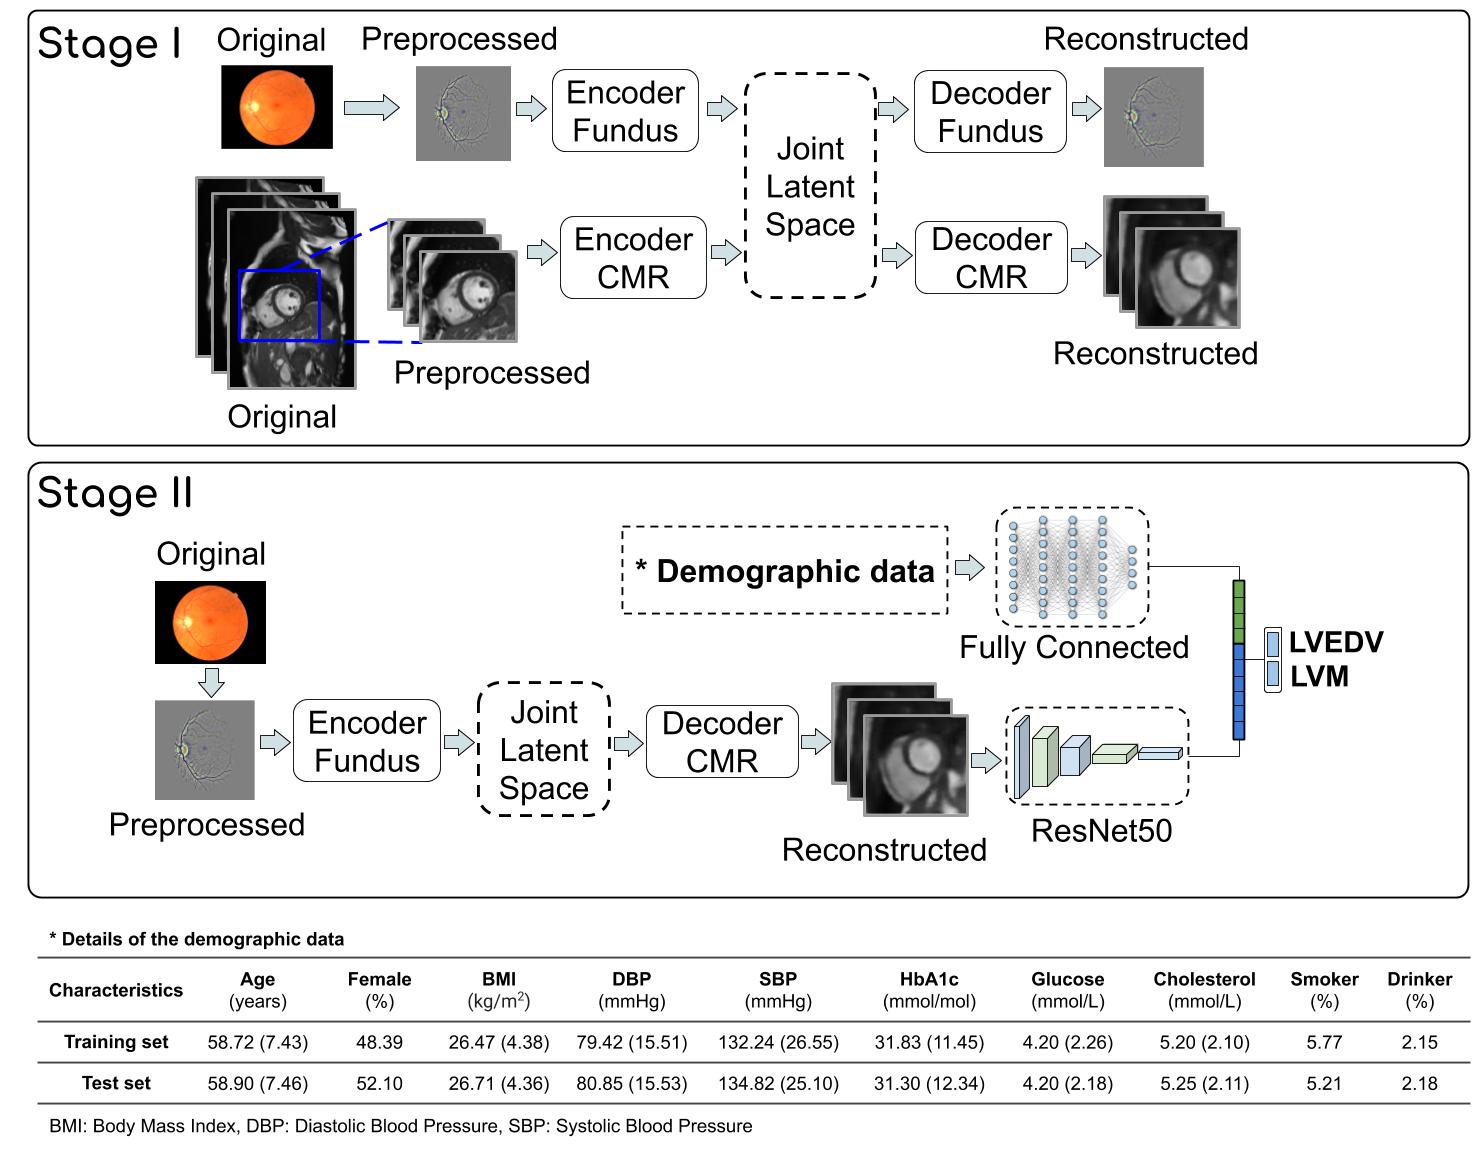 Stage I
Original
Preprocessed
Reconstructed
Encoder
Fundus
Joint
Latent
Space
Decoder
Fundus
Encoder
CMR
Decoder
CMR
Preprocessed
Reconstructed
Original
Stage II
Original
* Demographic data
Fully Connected
LVEDV
LVM
Encoder
Fundus
Joint
Latent
Space
Decoder
CMR
Preprocessed
Reconstructed
ResNet50
* Details of the demographic data
Characteristics Age (years) Female (%) BMI (kg/m²) DBP (mmHg) SBP (mmHg) HbA1c (mmol/mol) Glucose (mmol/L) Cholesterol (mmol/L) Smoker (%) Drinker (%)
Training set 58.72 (7.43) 48.39 26.47 (4.38) 79.42 (15.51) 132.24 (26.55) 31.83 (11.45) 4.20 (2.26) 5.20 (2.10) 5.77 2.15
Test set 58.90 (7.46) 52.10 26.71 (4.36) 80.85 (15.53) 134.82 (25.10) 31.30 (12.34) 4.20 (2.18) 5.25 (2.11) 5.21 2.18
BMI: Body Mass Index, DBP: Diastolic Blood Pressure, SBP: Systolic Blood Pressure